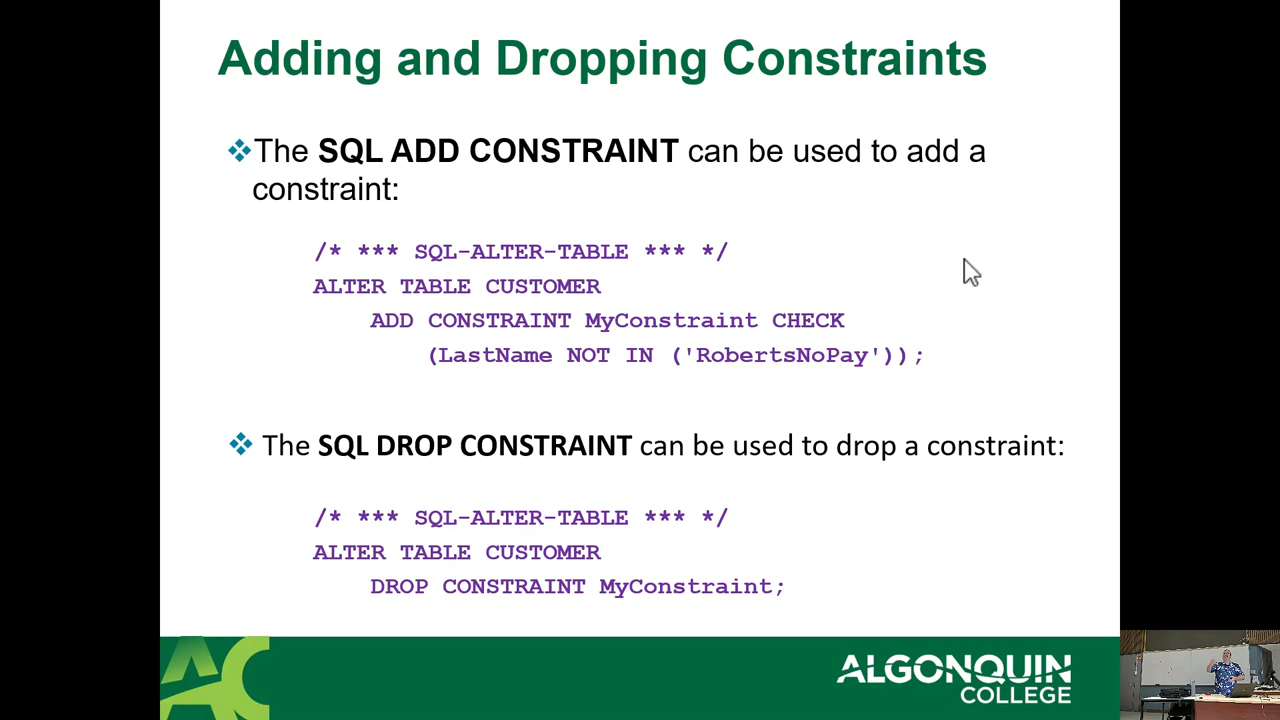 Adding and Dropping Constraints
The SQL ADD CONSTRAINT can be used to add a
constraint:
/* *** SQL-ALTER-TABLE *** */
ALTER TABLE CUSTOMER
ADD CONSTRAINT MyConstraint CHECK
(LastName NOT IN ('RobertsNoPay'));
The SQL DROP CONSTRAINT can be used to drop a constraint:
/* *** SQL-ALTER-TABLE *** */
ALTER TABLE CUSTOMER
DROP CONSTRAINT MyConstraint;
AC
ALGONQUIN
COLLEGE